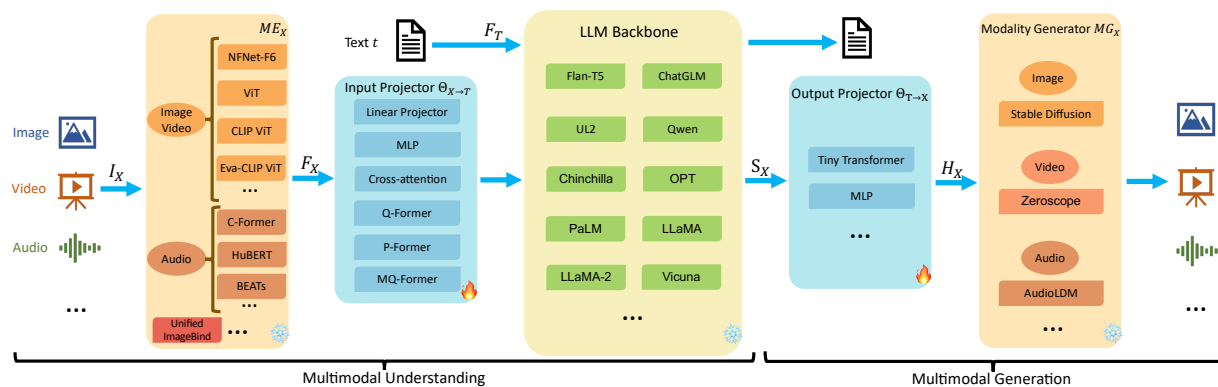 Image
Video
Audio
...
I_X
ME_X
Image
Video
NFNet-F6
ViT
CLIP ViT
Eva-CLIP ViT
...
Audio
C-Former
HuBERT
BEATs
...
Unified
ImageBind
...
F_X
Text t
F_T
Input Projector Θ_{X→T}
Linear Projector
MLP
Cross-attention
Q-Former
P-Former
MQ-Former
LLM Backbone
Flan-T5
ChatGLM
UL2
Qwen
Chinchilla
OPT
PaLM
LLaMA
LLaMA-2
Vicuna
...
S_X
Output Projector Θ_{T→X}
Tiny Transformer
MLP
...
H_X
Modality Generator MG_X
Image
Stable Diffusion
Video
Zeroscope
Audio
AudioLDM
...
...
Multimodal Understanding
Multimodal Generation